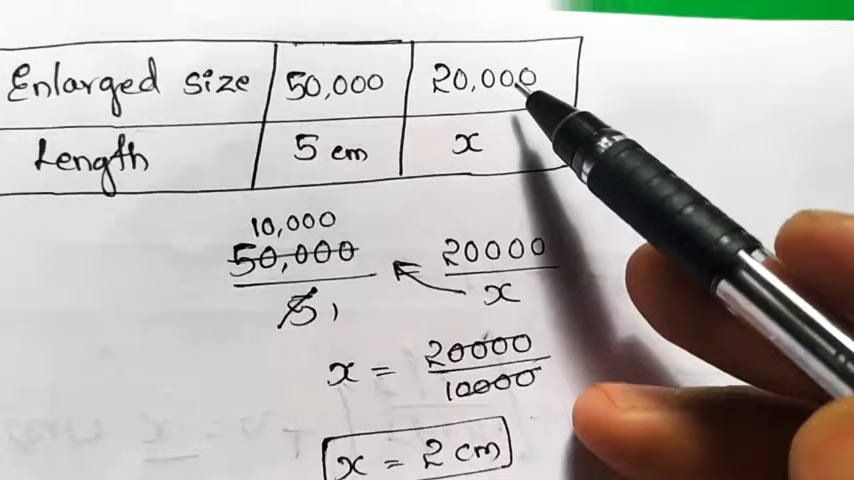 Enlarged size 50,000 20,000
Length 5 cm x
10,000
50,000 = 20000
5 1 x
x = 20000
10000
x = 2 cm